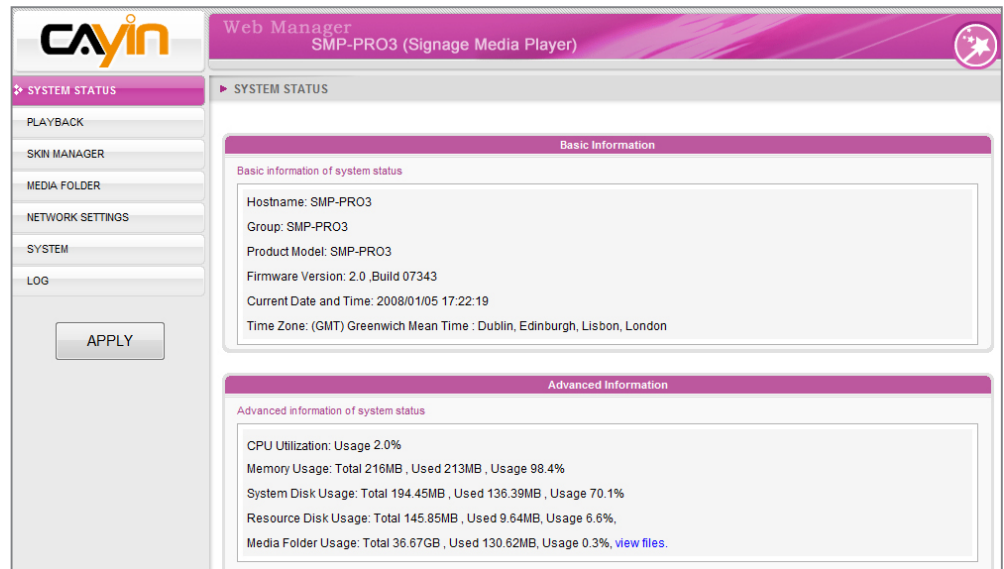 CAYIN
Web Manager
SMP-PRO3 (Signage Media Player)
SYSTEM STATUS
PLAYBACK
SKIN MANAGER
MEDIA FOLDER
NETWORK SETTINGS
SYSTEM
LOG
APPLY
SYSTEM STATUS
Basic Information
Basic information of system status
Hostname: SMP-PRO3
Group: SMP-PRO3
Product Model: SMP-PRO3
Firmware Version: 2.0 ,Build 07343
Current Date and Time: 2008/01/05 17:22:19
Time Zone: (GMT) Greenwich Mean Time : Dublin, Edinburgh, Lisbon, London
Advanced Information
Advanced information of system status
CPU Utilization: Usage 2.0%
Memory Usage: Total 216MB , Used 213MB , Usage 98.4%
System Disk Usage: Total 194.45MB , Used 136.39MB , Usage 70.1%
Resource Disk Usage: Total 145.85MB , Used 9.64MB, Usage 6.6%,
Media Folder Usage: Total 36.67GB , Used 130.62MB, Usage 0.3%, view files.